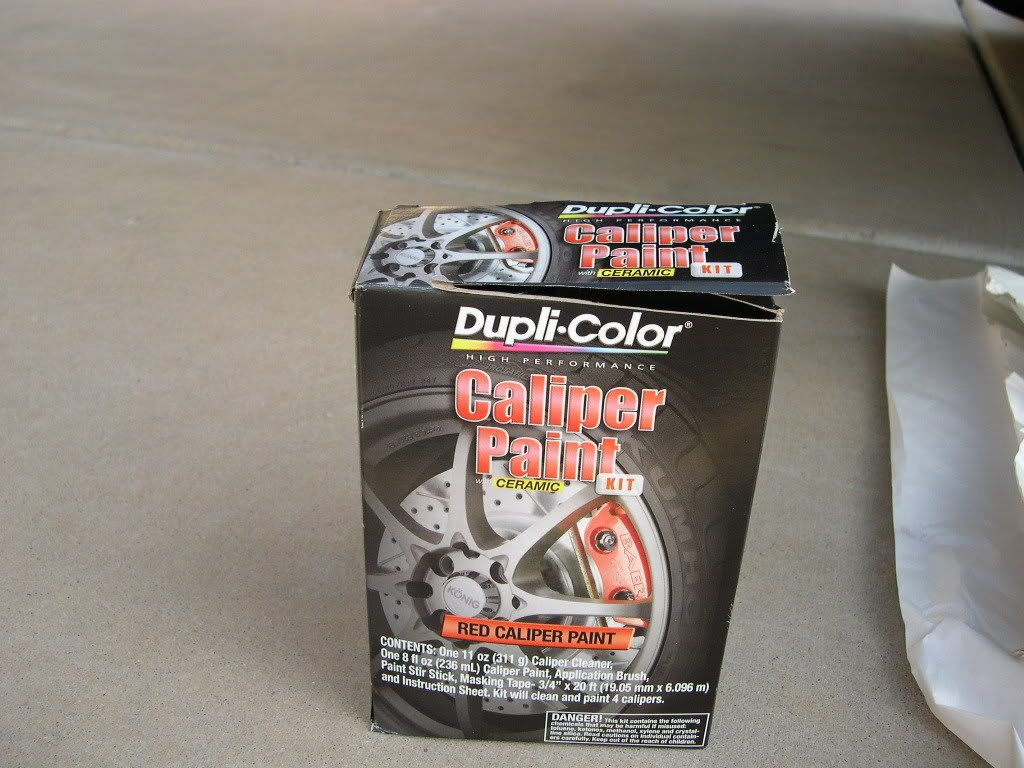 Dupli-Color®
HIGH PERFORMANCE
Caliper
Paint
with CERAMIC
KIT
KÖNIG
Dupli-Color®
HIGH PERFORMANCE
Caliper
Paint
with CERAMIC
KIT
SUMITOMO
BAER
KÖNIG
RED CALIPER PAINT
CONTENTS: One 11 oz (311 g) Caliper Cleaner,
One 8 fl oz (236 mL) Caliper Paint, Application Brush,
Paint Stir Stick, Masking Tape- 3/4" x 20 ft (19.05 mm x 6.096 m)
and Instruction Sheet. Kit will clean and paint 4 calipers.
DANGER! This kit contains the following
chemicals that may be harmful if misused:
toluene, ketones, methanol, xylene and crystal-
line silica. Read cautions on individual contain-
ers carefully. Keep out of the reach of children.